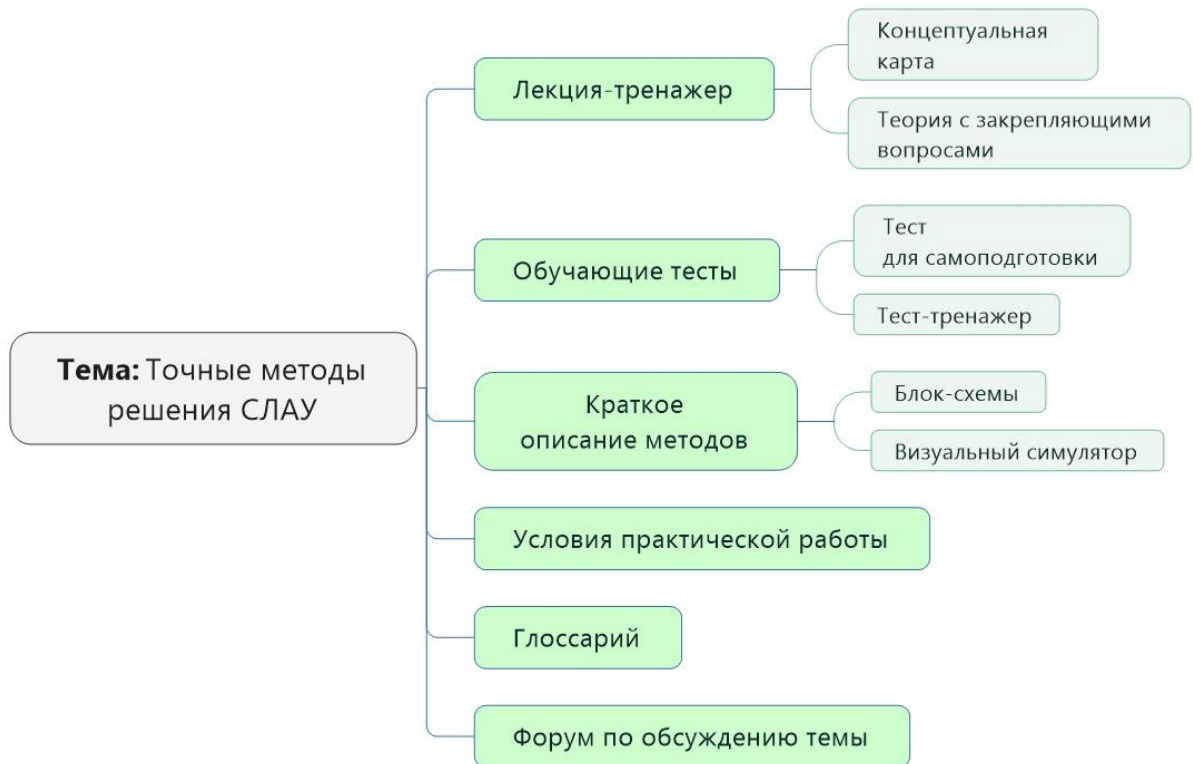 Тема: Точные методы
решения СЛАУ
Лекция-тренажер
Концептуальная
карта
Теория с закрепляющими
вопросами
Обучающие тесты
Тест
для самоподготовки
Тест-тренажер
Краткое
описание методов
Блок-схемы
Визуальный симулятор
Условия практической работы
Глоссарий
Форум по обсуждению темы